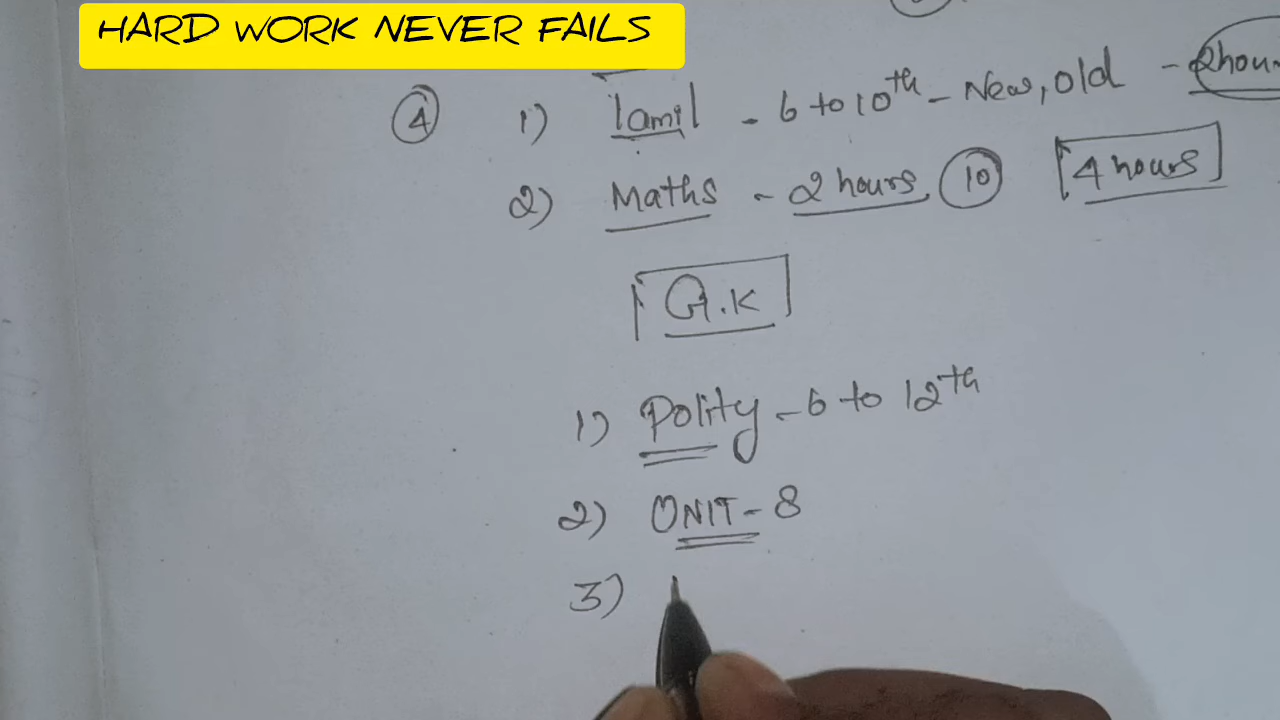 HARD WORK NEVER FAILS
④ 1) Tamil - 6 to 10th - New, old -
2) Maths - 2 hours, ⑩ 4 hours
G.K
1) Polity - 6 to 12th
2) UNIT - 8
3)